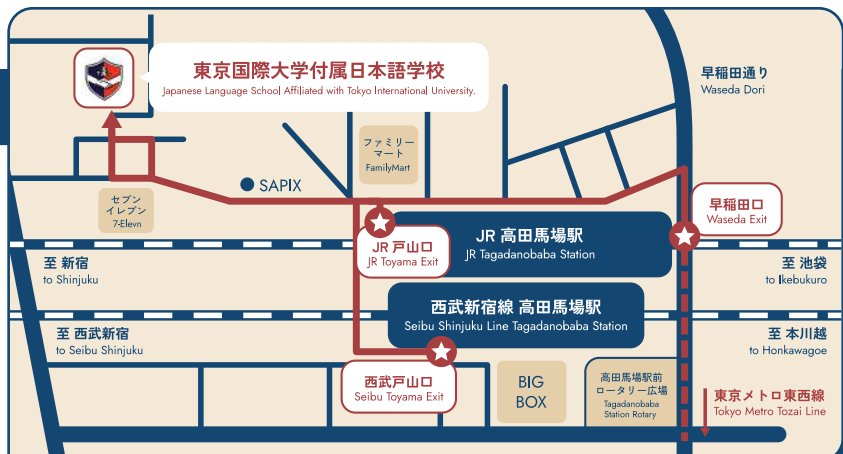 東京国際大学付属日本語学校
Japanese Language School Affiliated with Tokyo International University.
早稲田通り
Waseda Dori
ファミリー
マート
FamilyMart
SAPIX
セブン
イレブン
7-Elevn
早稲田口
Waseda Exit
JR 戸山口
JR Toyama Exit
JR 高田馬場駅
JR Tagadanobaba Station
至 新宿
to Shinjuku
至 池袋
to Ikebukuro
西武新宿線 高田馬場駅
Seibu Shinjuku Line Tagadanobaba Station
至 西武新宿
to Seibu Shinjuku
至 本川越
to Honkawagoe
西武戸山口
Seibu Toyama Exit
BIG
BOX
高田馬場駅前
ロータリー広場
Tagadanobaba
Station Rotary
東京メトロ東西線
Tokyo Metro Tozai Line